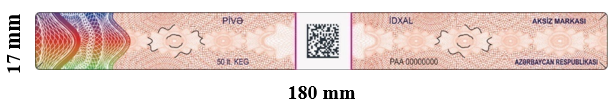 17 mm
PİVƏ
İDXAL
AKSİZ MARKASI
50 lt. KEG
PAA 00000000
AZƏRBAYCAN RESPUBLİKASI
180 mm